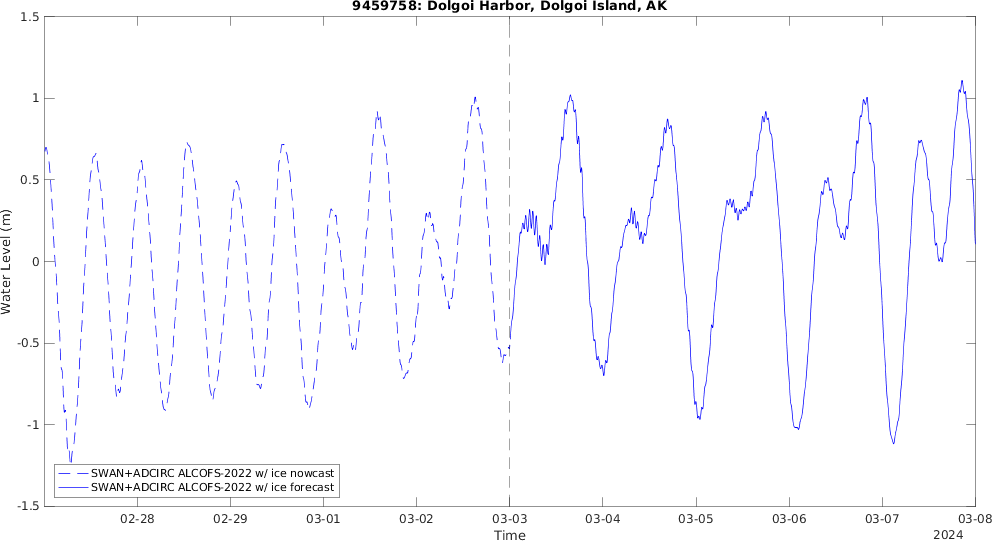 9459758: Dolgoi Harbor, Dolgoi Island, AK
1.5
1
0.5
0
-0.5
-1
-1.5
Water Level (m)
SWAN+ADCIRC ALCOFS-2022 w/ ice nowcast
SWAN+ADCIRC ALCOFS-2022 w/ ice forecast
02-28 02-29 03-01 03-02 03-03 03-04 03-05 03-06 03-07 03-08
Time
2024